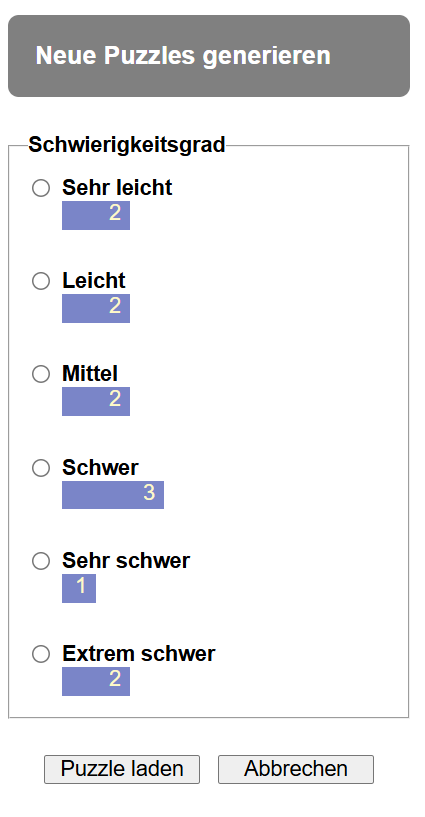 Neue Puzzles generieren
Schwierigkeitsgrad
Sehr leicht
2
Leicht
2
Mittel
2
Schwer
3
Sehr schwer
1
Extrem schwer
2
Puzzle laden Abbrechen